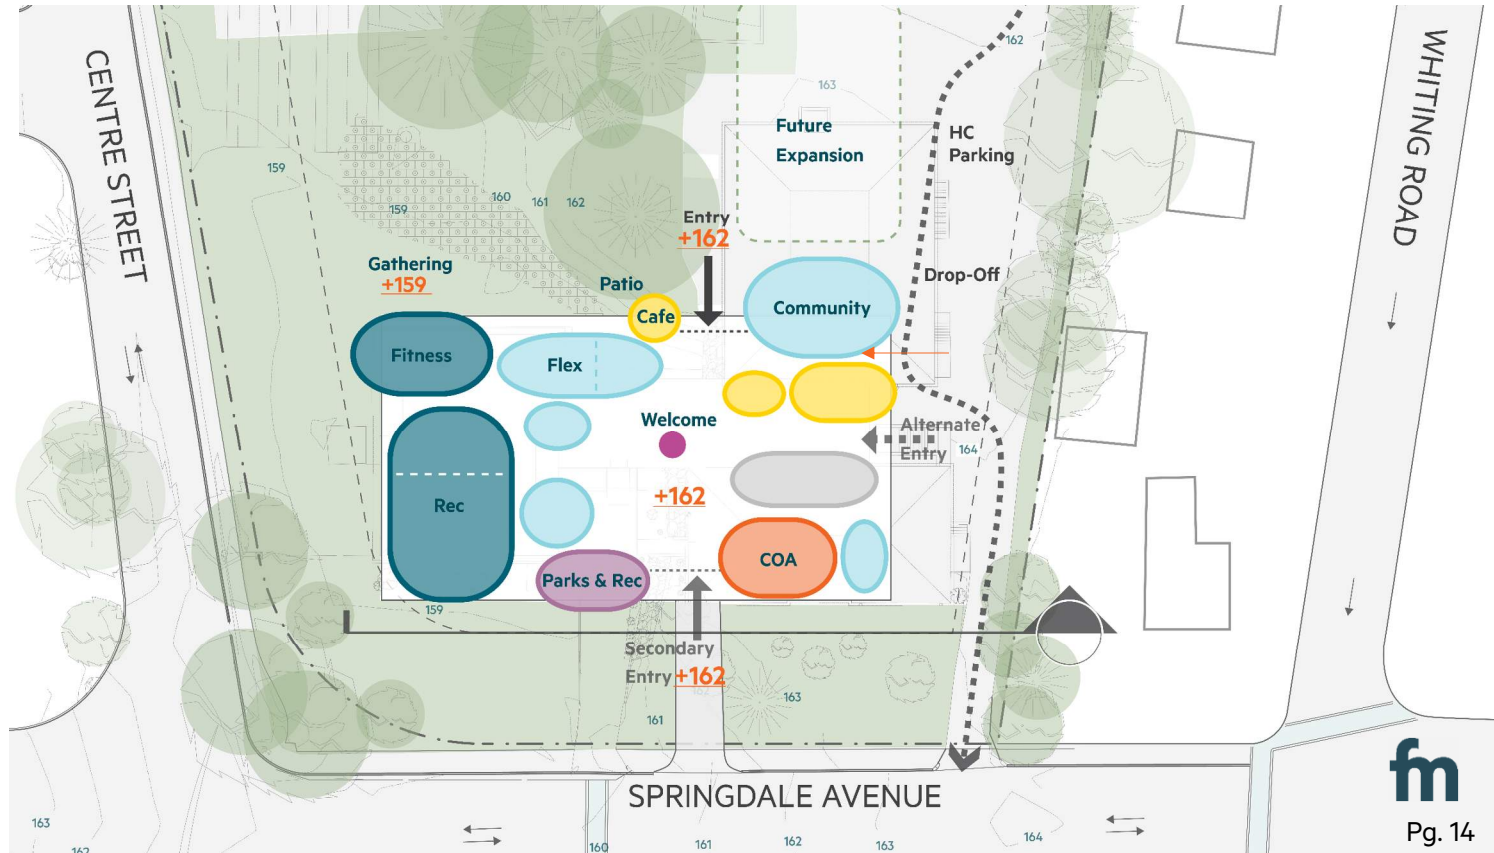 CENTRE STREET
WHITING ROAD
162
163
Future
Expansion
HC
Parking
159
160
161
162
159
Entry
+162
Gathering
+159
Patio
Drop-Off
Cafe
Community
Fitness
Flex
Welcome
Alternate
Entry
164
+162
Rec
COA
Parks & Rec
159
Secondary
Entry +162
162
163
161
SPRINGDALE AVENUE
fm
163
162
160
161
162
163
164
Pg. 14